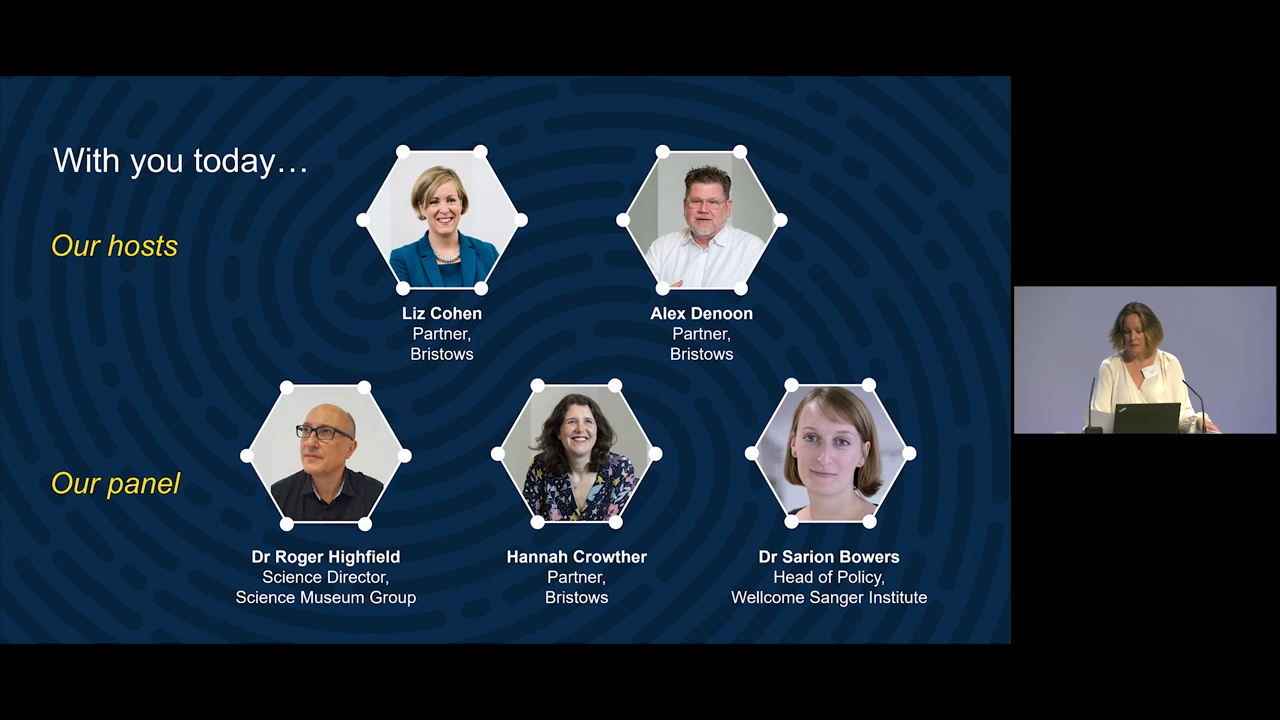 With you today…
Our hosts
Liz Cohen
Partner,
Bristows
Alex Denoon
Partner,
Bristows
Our panel
Dr Roger Highfield
Science Director,
Science Museum Group
Hannah Crowther
Partner,
Bristows
Dr Sarion Bowers
Head of Policy,
Wellcome Sanger Institute